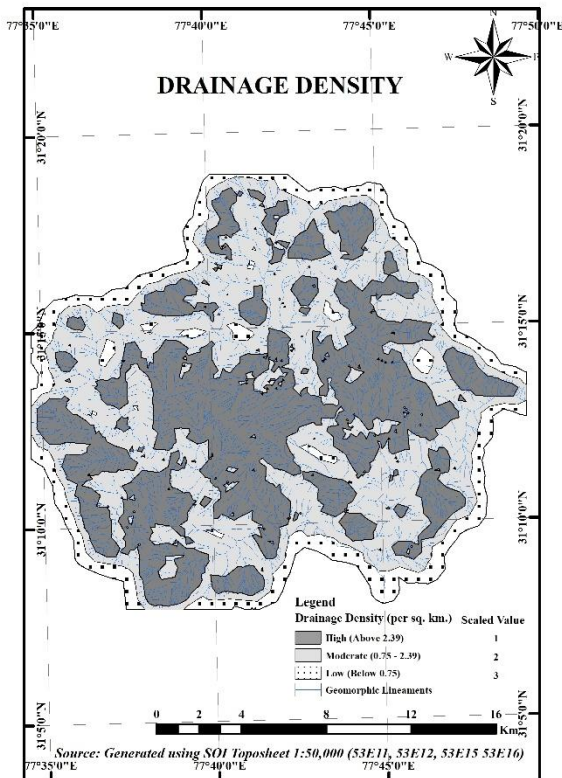 77°35'0"E 77°40'0"E 77°45'0"E 77°50'0"E
N
W E
S
DRAINAGE DENSITY
31°20'0"N 31°20'0"N
31°15'0"N 31°15'0"N
31°10'0"N 31°10'0"N
Legend
Drainage Density (per sq. km.) Scaled Value
High (Above 2.39) 1
Moderate (0.75 - 2.39) 2
Low (Below 0.75) 3
Geomorphic Lineaments
31°5'0"N 31°5'0"N
0 2 4 8 12 16
Km
Source: Generated using SOI Toposheet 1:50,000 (53E11, 53E12, 53E15 53E16)
77°35'0"E 77°40'0"E 77°45'0"E